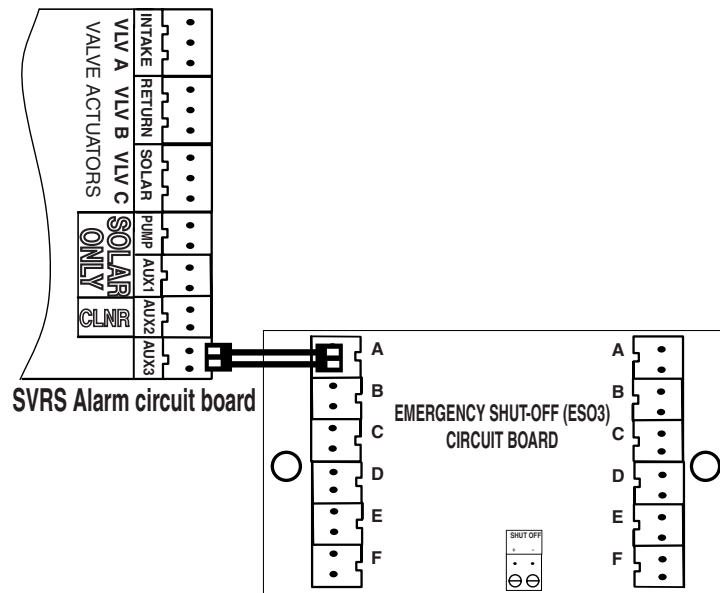 INTAKE
RETURN
SOLAR
PUMP
AUX1
AUX2
AUX3
VLV A VLV B VLV C
VALVE ACTUATORS
SOLAR
ONLY
CLNR
SVRS Alarm circuit board
EMERGENCY SHUT-OFF (ESO3)
CIRCUIT BOARD
A
B
C
D
E
F
A
B
C
D
E
F
SHUT OFF
+ -